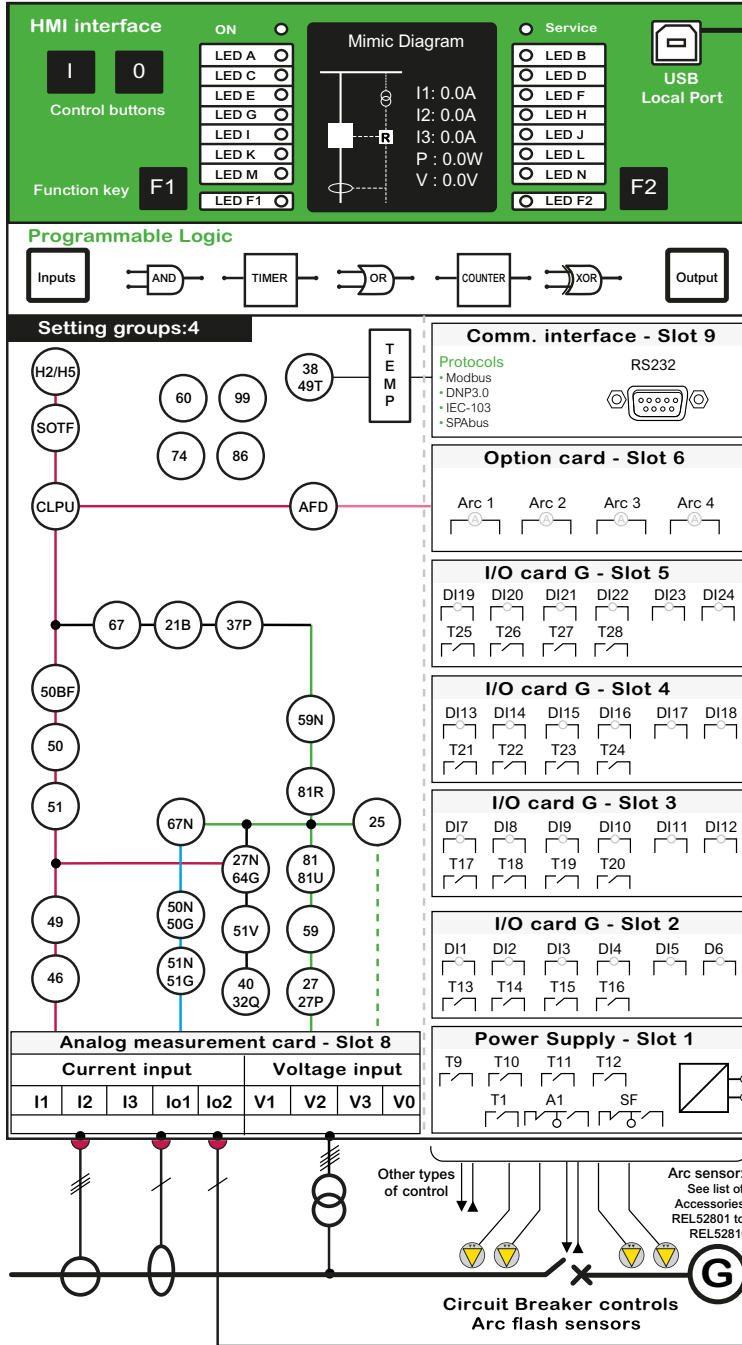 HMI interface
I 0
Control buttons
Function key F1
ON
LED A
LED C
LED E
LED G
LED I
LED K
LED M
LED F1
Mimic Diagram
R
I1: 0.0A
I2: 0.0A
I3: 0.0A
P : 0.0W
V : 0.0V
Service
LED B
LED D
LED F
LED H
LED J
LED L
LED N
LED F2
F2
USB
Local Port
Programmable Logic
Inputs AND TIMER OR COUNTER XOR Output
Setting groups:4
H2/H5
SOTF
60 99
74 86
38
49T
T
E
M
P
CLPU AFD
67 21B 37P
50BF
50
51
59N
81R
67N 25
27N
64G
81
81U
49
50N
50G
51V
59
46
51N
51G
40
32Q
27
27P
Comm. interface - Slot 9
Protocols
• Modbus
• DNP3.0
• IEC-103
• SPAbus
RS232
Option card - Slot 6
Arc 1 Arc 2 Arc 3 Arc 4
A A A A
I/O card G - Slot 5
DI19 DI20 DI21 DI22 DI23 DI24
T25 T26 T27 T28
I/O card G - Slot 4
DI13 DI14 DI15 DI16 DI17 DI18
T21 T22 T23 T24
I/O card G - Slot 3
DI7 DI8 DI9 DI10 DI11 DI12
T17 T18 T19 T20
I/O card G - Slot 2
DI1 DI2 DI3 DI4 DI5 D6
T13 T14 T15 T16
Power Supply - Slot 1
T9 T10 T11 T12
T1 A1 SF
Analog measurement card - Slot 8
Current input Voltage input
I1 I2 I3 Io1 Io2 V1 V2 V3 V0
Other types
of control
Arc sensor:
See list of
Accessories
REL52801 to
REL5281
G
Circuit Breaker controls
Arc flash sensors